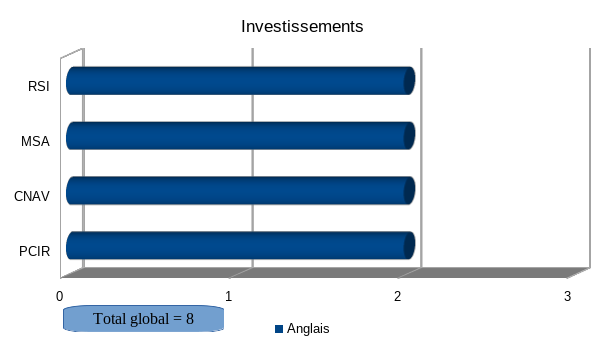 Investissements
RSI
MSA
CNAV
PCIR
0 1 2 3
Total global = 8
Anglais